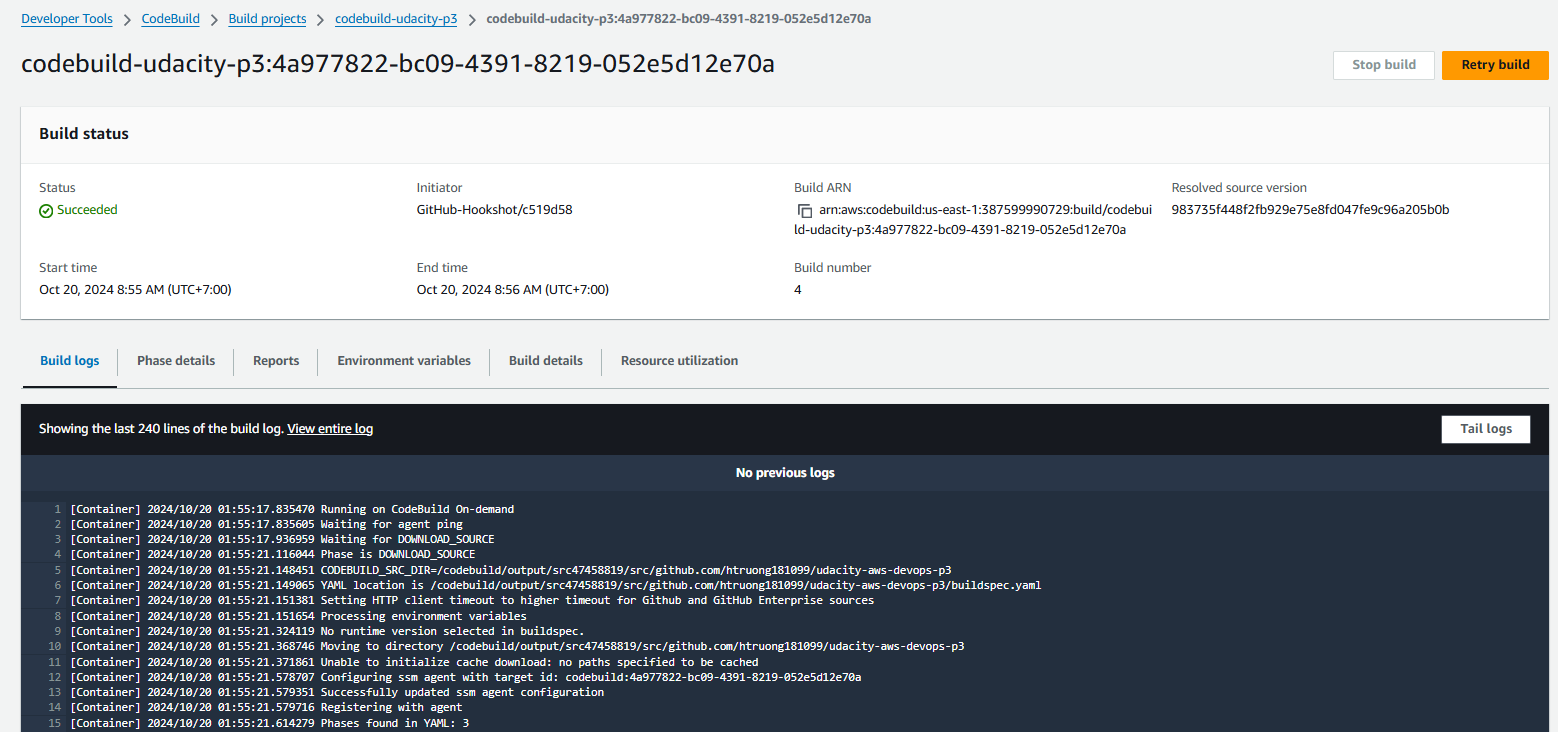 Developer Tools > CodeBuild > Build projects > codebuild-udacity-p3 > codebuild-udacity-p3:4a977822-bc09-4391-8219-052e5d12e70a
codebuild-udacity-p3:4a977822-bc09-4391-8219-052e5d12e70a
Stop build
Retry build
Build status
Status
Succeeded
Initiator
GitHub-Hookshot/c519d58
Build ARN
arn:aws:codebuild:us-east-1:387599990729:build/codebui
ld-udacity-p3:4a977822-bc09-4391-8219-052e5d12e70a
Resolved source version
983735f448f2fb929e75e8fd047fe9c96a205b0b
Start time
Oct 20, 2024 8:55 AM (UTC+7:00)
End time
Oct 20, 2024 8:56 AM (UTC+7:00)
Build number
4
Build logs
Phase details
Reports
Environment variables
Build details
Resource utilization
Showing the last 240 lines of the build log. View entire log
Tail logs
No previous logs
1 [Container] 2024/10/20 01:55:17.835470 Running on CodeBuild On-demand
2 [Container] 2024/10/20 01:55:17.835605 Waiting for agent ping
3 [Container] 2024/10/20 01:55:17.936959 Waiting for DOWNLOAD_SOURCE
4 [Container] 2024/10/20 01:55:21.116044 Phase is DOWNLOAD_SOURCE
5 [Container] 2024/10/20 01:55:21.148451 CODEBUILD_SRC_DIR=/codebuild/output/src47458819/src/github.com/htruong181099/udacity-aws-devops-p3
6 [Container] 2024/10/20 01:55:21.149065 YAML location is /codebuild/output/src47458819/src/github.com/htruong181099/udacity-aws-devops-p3/buildspec.yaml
7 [Container] 2024/10/20 01:55:21.151381 Setting HTTP client timeout to higher timeout for Github and GitHub Enterprise sources
8 [Container] 2024/10/20 01:55:21.151654 Processing environment variables
9 [Container] 2024/10/20 01:55:21.324119 No runtime version selected in buildspec.
10 [Container] 2024/10/20 01:55:21.368746 Moving to directory /codebuild/output/src47458819/src/github.com/htruong181099/udacity-aws-devops-p3
11 [Container] 2024/10/20 01:55:21.371861 Unable to initialize cache download: no paths specified to be cached
12 [Container] 2024/10/20 01:55:21.578707 Configuring ssm agent with target id: codebuild:4a977822-bc09-4391-8219-052e5d12e70a
13 [Container] 2024/10/20 01:55:21.579351 Successfully updated ssm agent configuration
14 [Container] 2024/10/20 01:55:21.579716 Registering with agent
15 [Container] 2024/10/20 01:55:21.614279 Phases found in YAML: 3